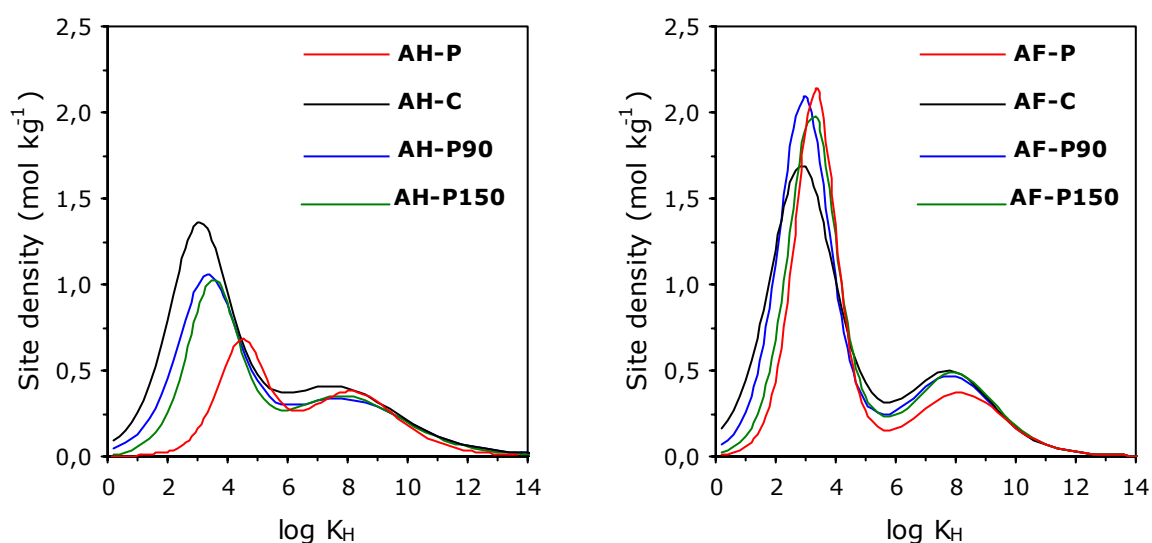 Site density (mol kg-1)
2,5
2,0
1,5
1,0
0,5
0,0
AH-P
AH-C
AH-P90
AH-P150
0 2 4 6 8 10 12 14
log KH
Site density (mol kg-1)
2,5
2,0
1,5
1,0
0,5
0,0
AF-P
AF-C
AF-P90
AF-P150
0 2 4 6 8 10 12 14
log KH